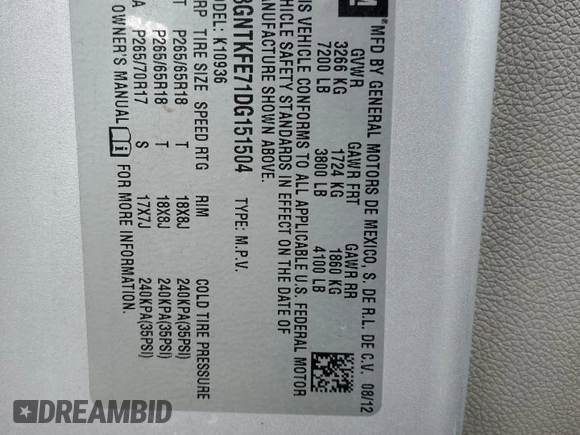 GM MFD BY GENERAL MOTORS DE MEXICO, S. DE R.L. DE C.V. 08/12
GVWR GAWR FRT GAWR RR
3266 KG 1724 KG 1860 KG
7200 LB 3800 LB 4100 LB
IS VEHICLE CONFORMS TO ALL APPLICABLE U.S. FEDERAL MOTOR
HICLE SAFETY STANDARDS IN EFFECT ON THE DATE OF
ANUFACTURE SHOWN ABOVE.
3GNTKFE71DG151504 TYPE: M.P.V.
ODEL: K10936
RP TIRE SIZE SPEED RTG RIM COLD TIRE PRESSURE
T P265/65R18 T 18X8J 240KPA(35PSI)
P265/65R18 T 18X8J 240KPA(35PSI)
A P265/70R17 S 17X7J 240KPA(35PSI)
OWNER'S MANUAL FOR MORE INFORMATION.
DREAMBID